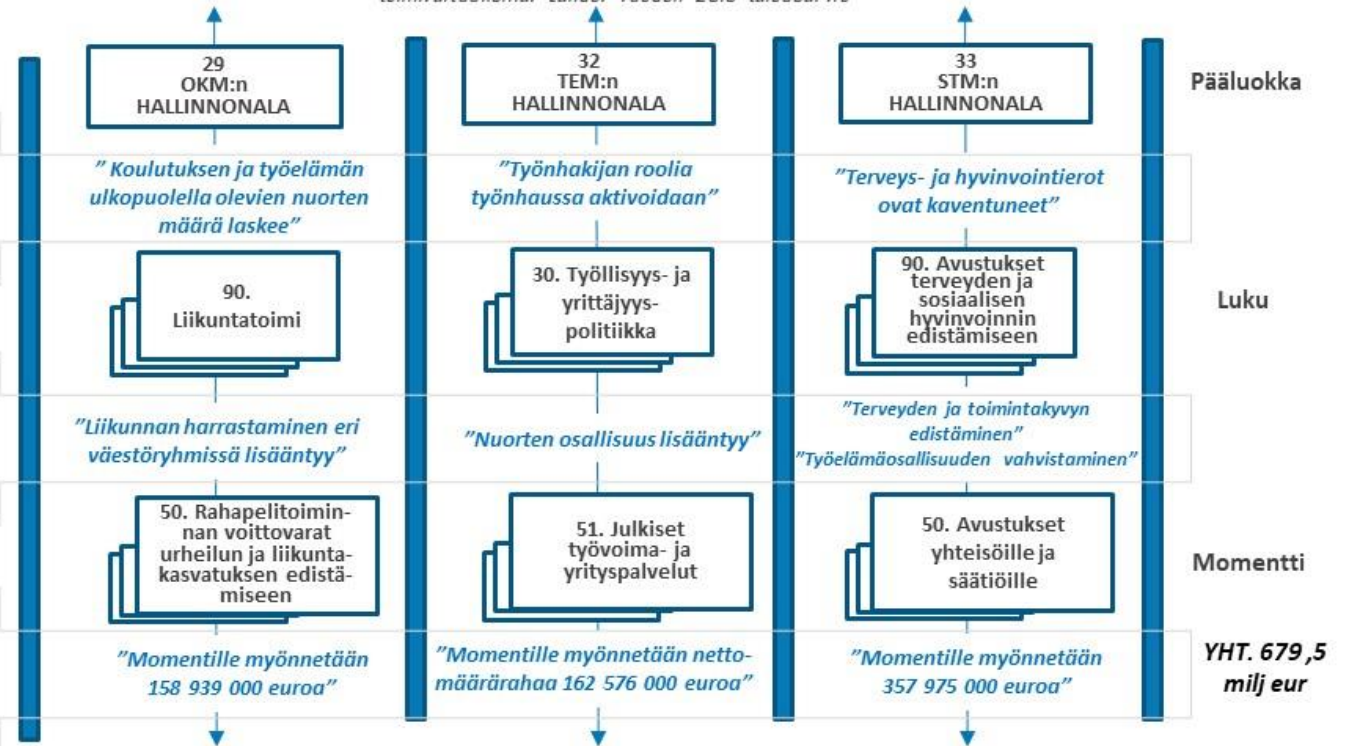 29
OKM:n
HALLINNONALA
32
TEM:n
HALLINNONALA
33
STM:n
HALLINNONALA
Pääluokka
” Koulutuksen ja työelämän
ulkopuolella olevien nuorten
määrä laskee”
”Työnhakijan roolia
työnhaussa aktivoidaan”
”Terveys- ja hyvinvointierot
ovat kaventuneet”
90.
Liikuntatoimi
30. Työllisyys- ja
yrittäjyys-
politiikka
90. Avustukset
terveyden ja
sosiaalisen
hyvinvoinnin
edistämiseen
Luku
”Liikunnan harrastaminen eri
väestöryhmissä lisääntyy”
”Nuorten osallisuus lisääntyy”
”Terveyden ja toimintakyvyn
edistäminen”
”Työelämäosallisuuden vahvistaminen”
50. Rahapelitoimin-
nan voittovarat
urheilun ja liikunta-
kasvatuksen edistä-
miseen
51. Julkiset
työvoima- ja
yrityspalvelut
50. Avustukset
yhteisöille ja
säätiöille
Momentti
”Momentille myönnetään
158 939 000 euroa”
”Momentille myönnetään netto-
määrärahaa 162 576 000 euroa”
”Momentille myönnetään
357 975 000 euroa”
YHT. 679,5
milj eur